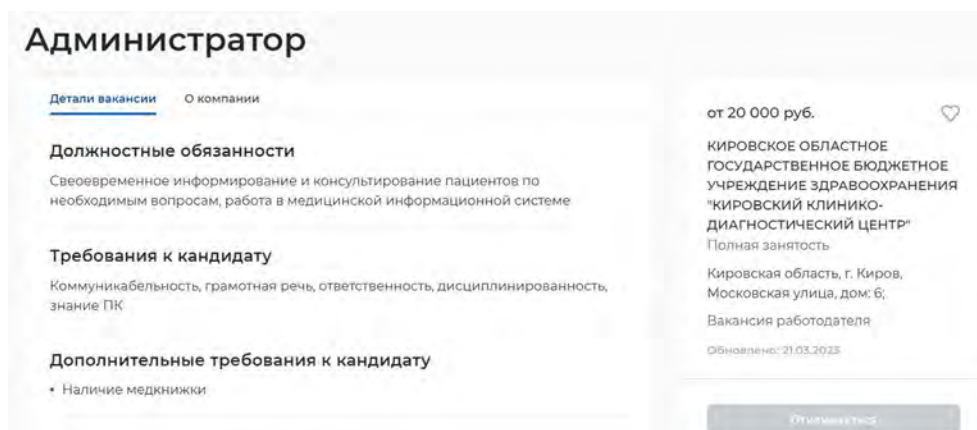 Администратор
Детали вакансии О компании
Должностные обязанности
Свеоевременное информирование и консультирование пациентов по
необходимым вопросам, работа в медицинской информационной системе
Требования к кандидату
Коммуникабельность, грамотная речь, ответственность, дисциплинированность,
знание ПК
Дополнительные требования к кандидату
• Наличие медкнижки
от 20 000 руб.
КИРОВСКОЕ ОБЛАСТНОЕ
ГОСУДАРСТВЕННОЕ БЮДЖЕТНОЕ
УЧРЕЖДЕНИЕ ЗДРАВООХРАНЕНИЯ
"КИРОВСКИЙ КЛИНИКО-
ДИАГНОСТИЧЕСКИЙ ЦЕНТР"
Полная занятость
Кировская область, г. Киров,
Московская улица, дом: 6;
Вакансия работодателя
Обновлено: 21.03.2023
Откликнуться